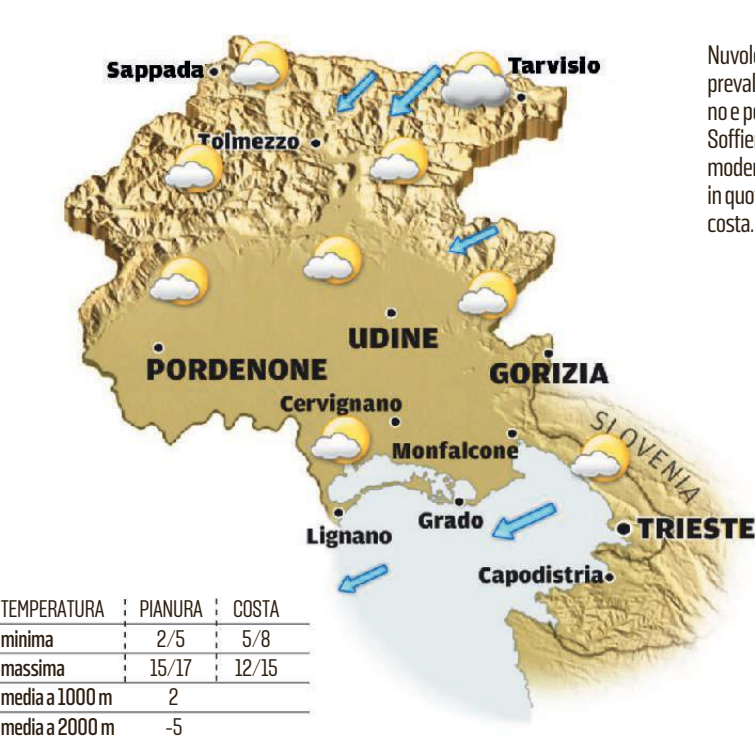 Sappada
Tarvisio
Tolmezzo
UDINE
PORDENONE
GORIZIA
Cervignano
Monfalcone
SLOVENIA
Grado
Lignano
TRIESTE
Capodistria
Nuvol
preval
no e p
Soffie
moder
in quo
costa.
TEMPERATURA PIANURA COSTA
minima 2/5 5/8
massima 15/17 12/15
media a 1000 m 2
media a 2000 m -5